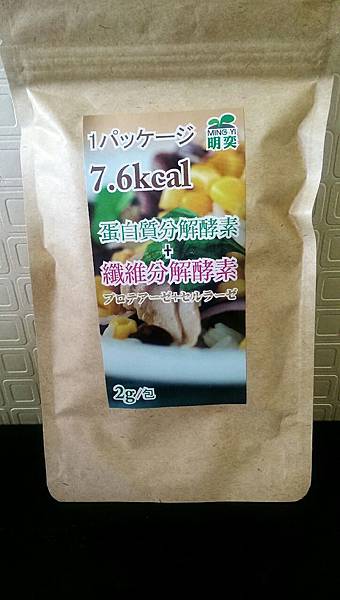 MING YI
明奕
1パッケージ
7.6kcal
蛋白質分解酵素
+
纖維分解酵素
プロテアーゼ+セルラーゼ
2g/包